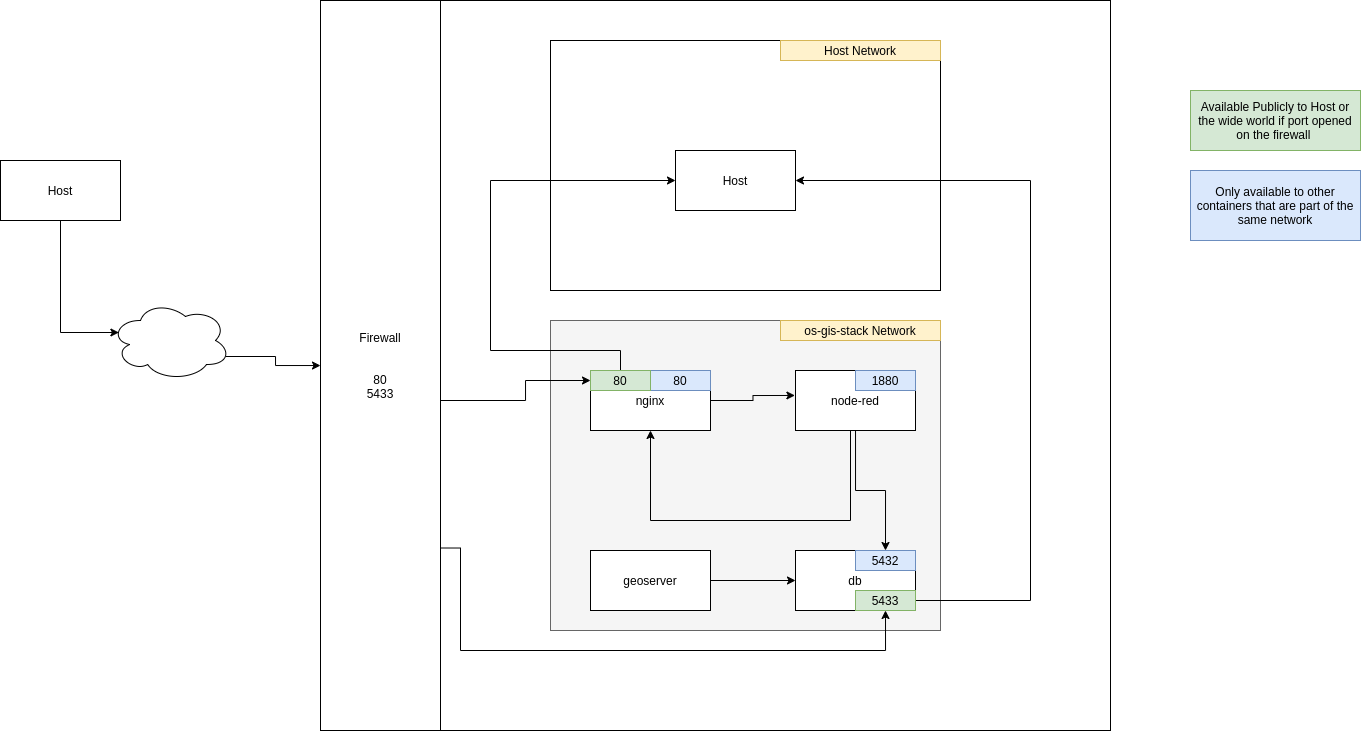 Host Network
Available Publicly to Host or
the wide world if port opened
on the firewall
Host
Host
Only available to other
containers that are part of the
same network
Firewall
80
5433
os-gis-stack Network
80
80
nginx
1880
node-red
geoserver
5432
db
5433